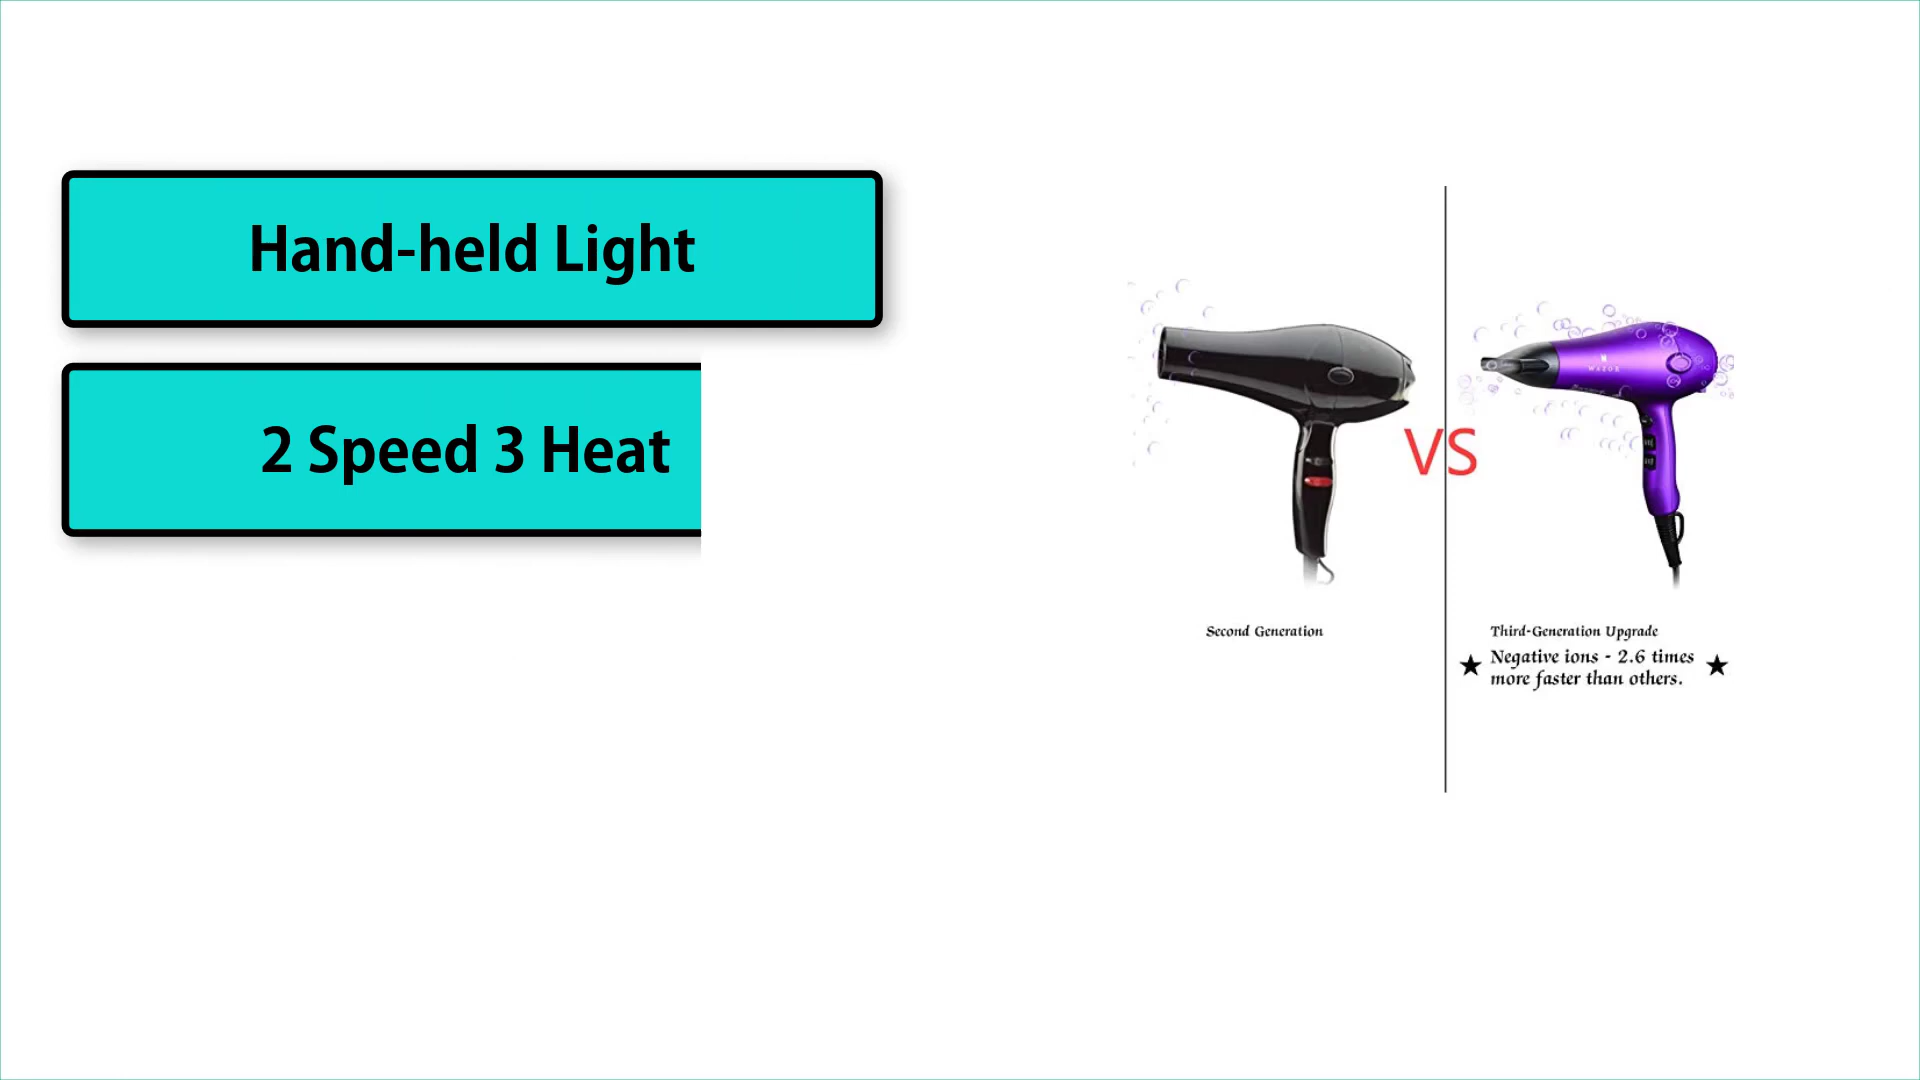 Hand-held Light
2 Speed 3 Heat
VS
WAZOR
Second Generation
Third-Generation Upgrade
★ Negative ions - 2.6 times ★
more faster than others.